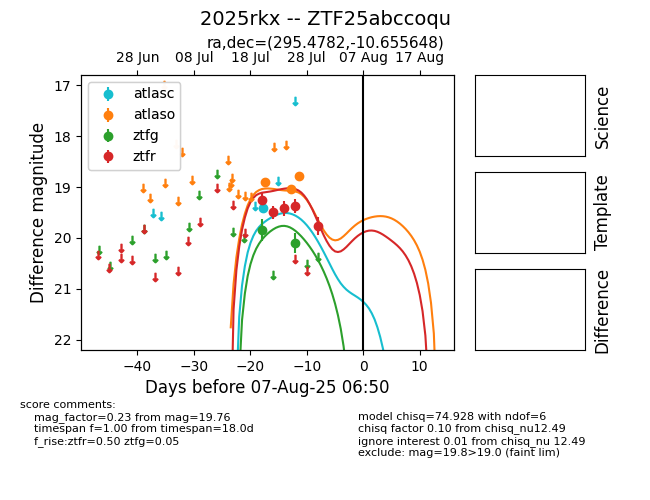 2025rkx -- ZTF25abccoqu
ra,dec=(295.4782,-10.655648)
28 Jun 08 Jul 18 Jul 28 Jul 07 Aug 17 Aug
atlasc
atlaso
ztfg
ztfr
17
18
19
20
21
22
Difference magnitude
−40 −30 −20 −10 0 10
Days before 07-Aug-25 06:50
Science
Template
Difference
score comments:
mag_factor=0.23 from mag=19.76
timespan f=1.00 from timespan=18.0d
f_rise:ztfr=0.50 ztfg=0.05
model chisq=74.928 with ndof=6
chisq factor 0.10 from chisq_nu12.49
ignore interest 0.01 from chisq_nu 12.49
exclude: mag=19.8>19.0 (faint lim)